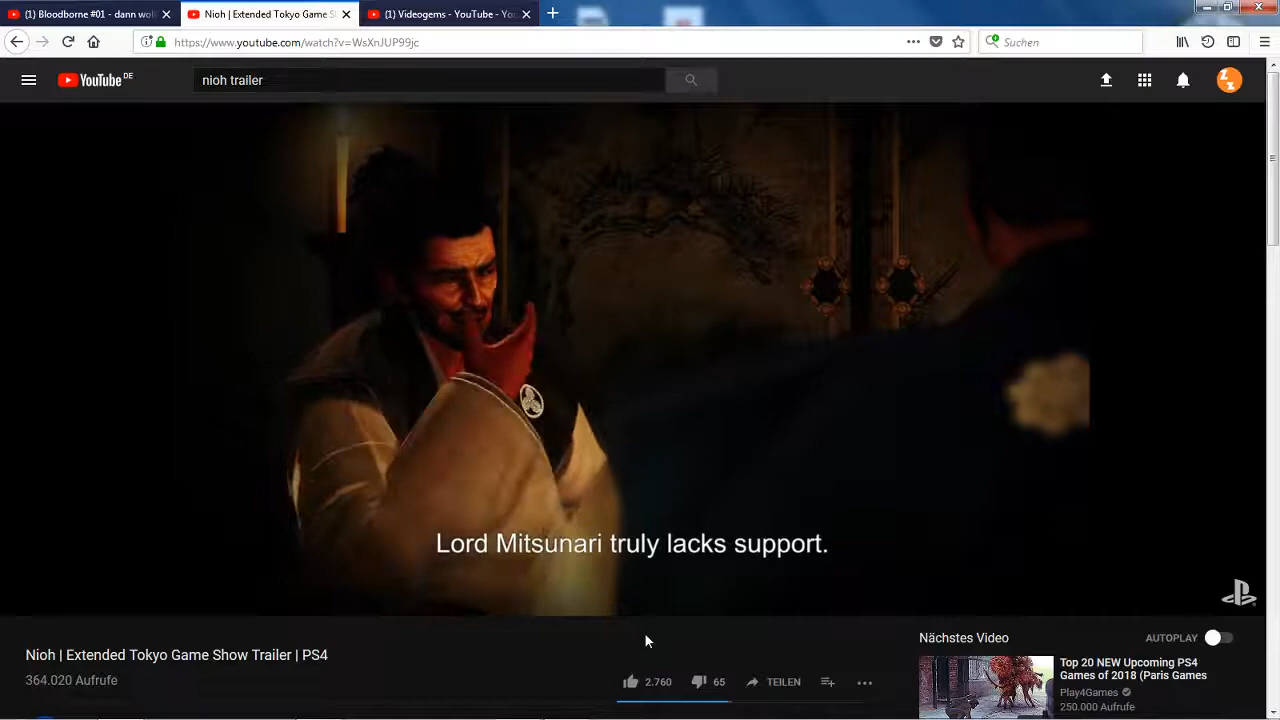 (1) Bloodborne #01 - dann wol
Nioh | Extended Tokyo Game S
(1) Videogems - YouTube - Yo
https://www.youtube.com/watch?v=WsXnJUP99jc
Suchen
YouTube DE
nioh trailer
Lord Mitsunari truly lacks support.
Nioh | Extended Tokyo Game Show Trailer | PS4
364.020 Aufrufe
2.760
65
TEILEN
Nächstes Video
AUTOPLAY
Top 20 NEW Upcoming PS4
Games of 2018 (Paris Games
Play4Games
250.000 Aufrufe